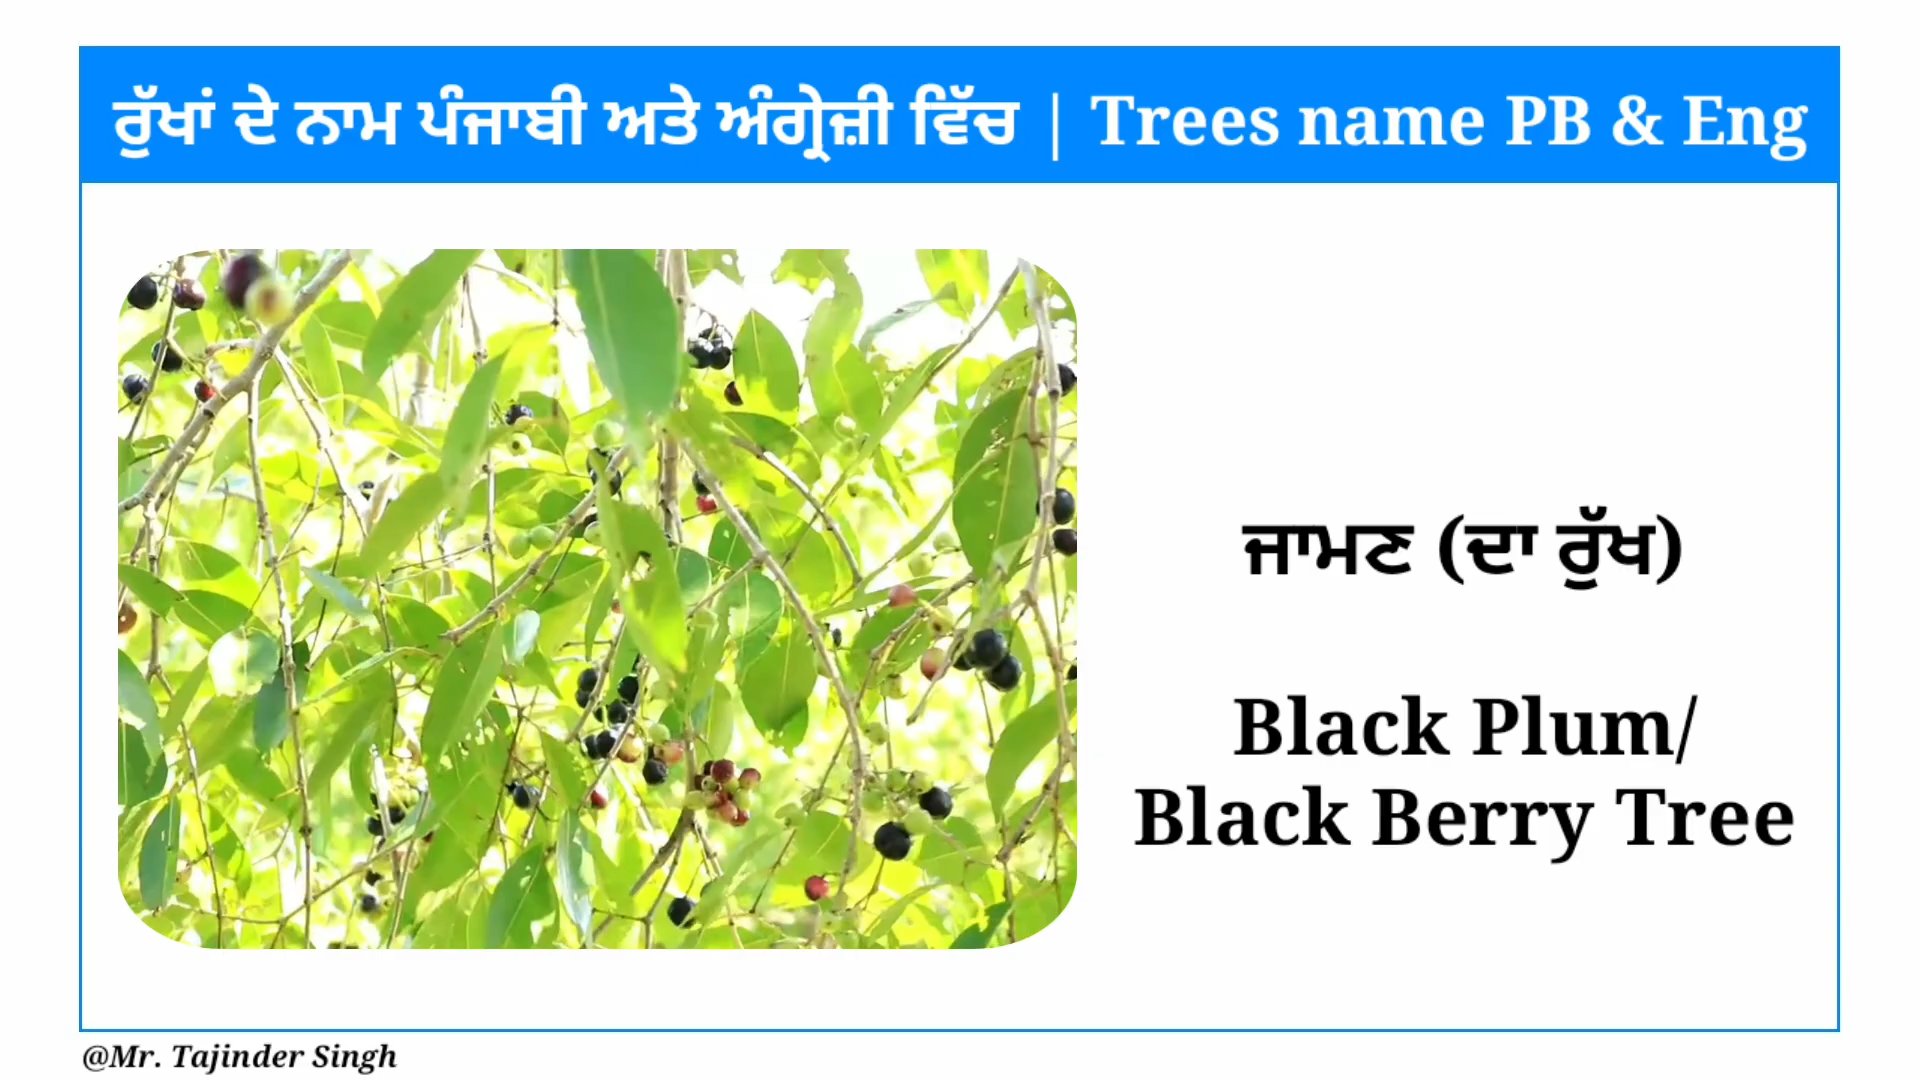 ਰੁੱਖਾਂ ਦੇ ਨਾਮ ਪੰਜਾਬੀ ਅਤੇ ਅੰਗ੍ਰੇਜ਼ੀ ਵਿੱਚ | Trees name PB & Eng
ਜਾਮਣ (ਦਾ ਰੁੱਖ)
Black Plum/
Black Berry Tree
@Mr. Tajinder Singh